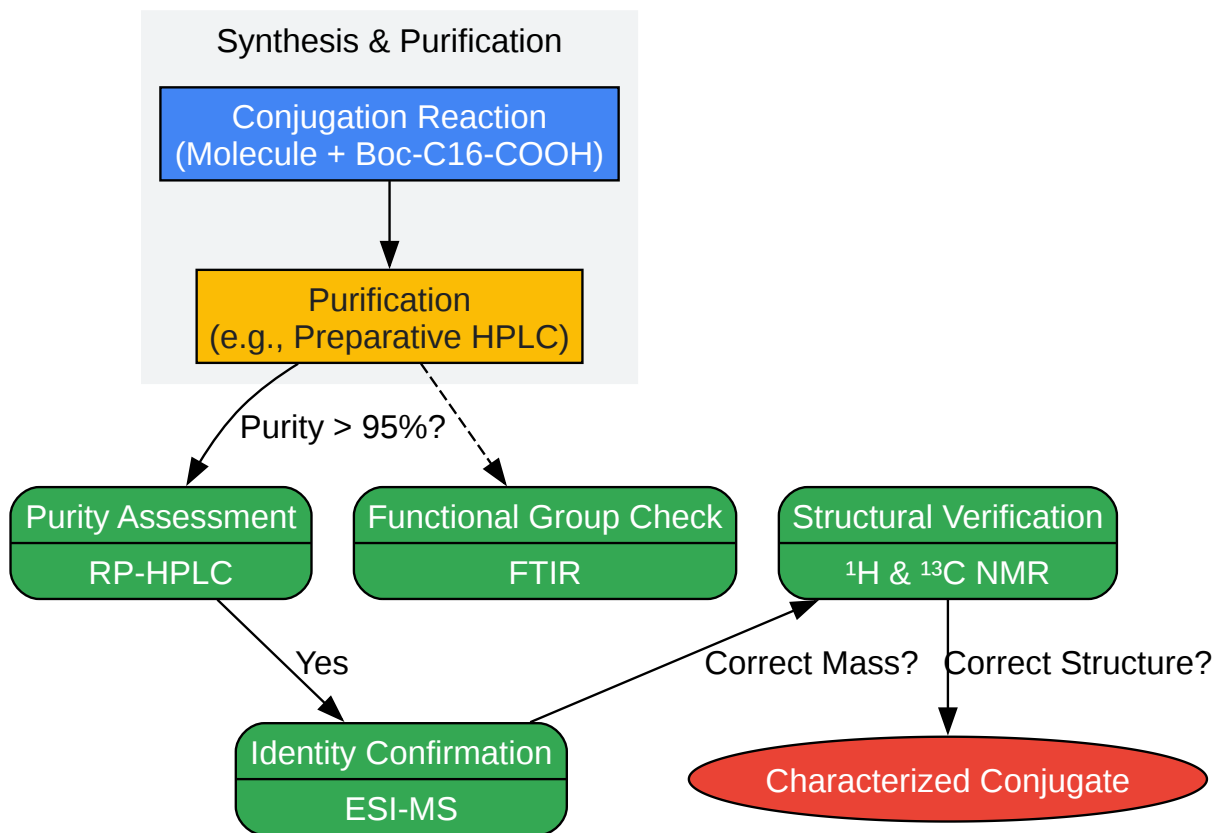 Synthesis & Purification
Conjugation Reaction
(Molecule + Boc-C16-COOH)
Purification
(e.g., Preparative HPLC)
Purity > 95%?
Purity Assessment
RP-HPLC
Functional Group Check
FTIR
Structural Verification
¹H & ¹³C NMR
Yes
Correct Mass?
Correct Structure?
Identity Confirmation
ESI-MS
Characterized Conjugate